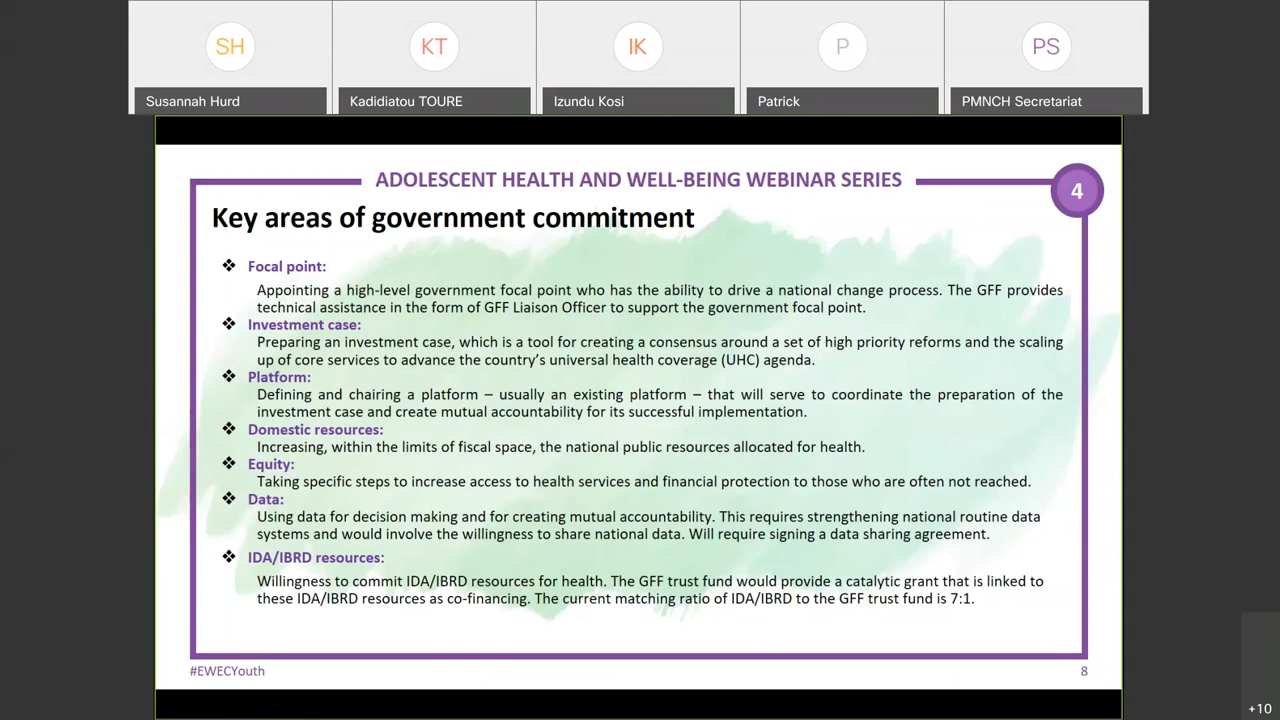 SH
KT
IK
P
PS
Susannah Hurd
Kadidiatou TOURE
Izundu Kosi
Patrick
PMNCH Secretariat
ADOLESCENT HEALTH AND WELL-BEING WEBINAR SERIES
4
Key areas of government commitment
❖ Focal point:
Appointing a high-level government focal point who has the ability to drive a national change process. The GFF provides
technical assistance in the form of GFF Liaison Officer to support the government focal point.
❖ Investment case:
Preparing an investment case, which is a tool for creating a consensus around a set of high priority reforms and the scaling
up of core services to advance the country's universal health coverage (UHC) agenda.
❖ Platform:
Defining and chairing a platform – usually an existing platform – that will serve to coordinate the preparation of the
investment case and create mutual accountability for its successful implementation.
❖ Domestic resources:
Increasing, within the limits of fiscal space, the national public resources allocated for health.
❖ Equity:
Taking specific steps to increase access to health services and financial protection to those who are often not reached.
❖ Data:
Using data for decision making and for creating mutual accountability. This requires strengthening national routine data
systems and would involve the willingness to share national data. Will require signing a data sharing agreement.
❖ IDA/IBRD resources:
Willingness to commit IDA/IBRD resources for health. The GFF trust fund would provide a catalytic grant that is linked to
these IDA/IBRD resources as co-financing. The current matching ratio of IDA/IBRD to the GFF trust fund is 7:1.
#EWECYouth
8
+10